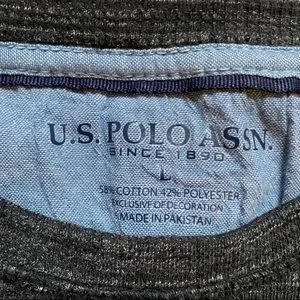 U.S. POLO ASSN.
SINCE 1890
L
58% COTTON 42% POLYESTER
EXCLUSIVE OF DECORATION
MADE IN PAKISTAN